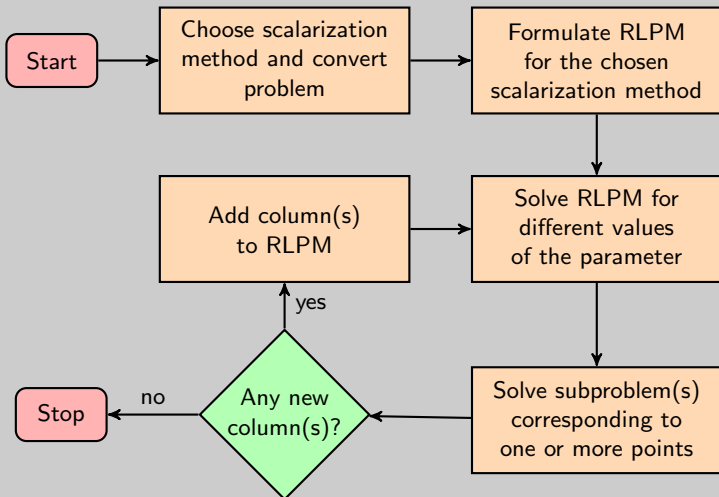 Start
Choose scalarization
method and convert
problem
Formulate RLPM
for the chosen
scalarization method
Add column(s)
to RLPM
Solve RLPM for
different values
of the parameter
yes
Stop
no
Any new
column(s)?
Solve subproblem(s)
corresponding to
one or more points